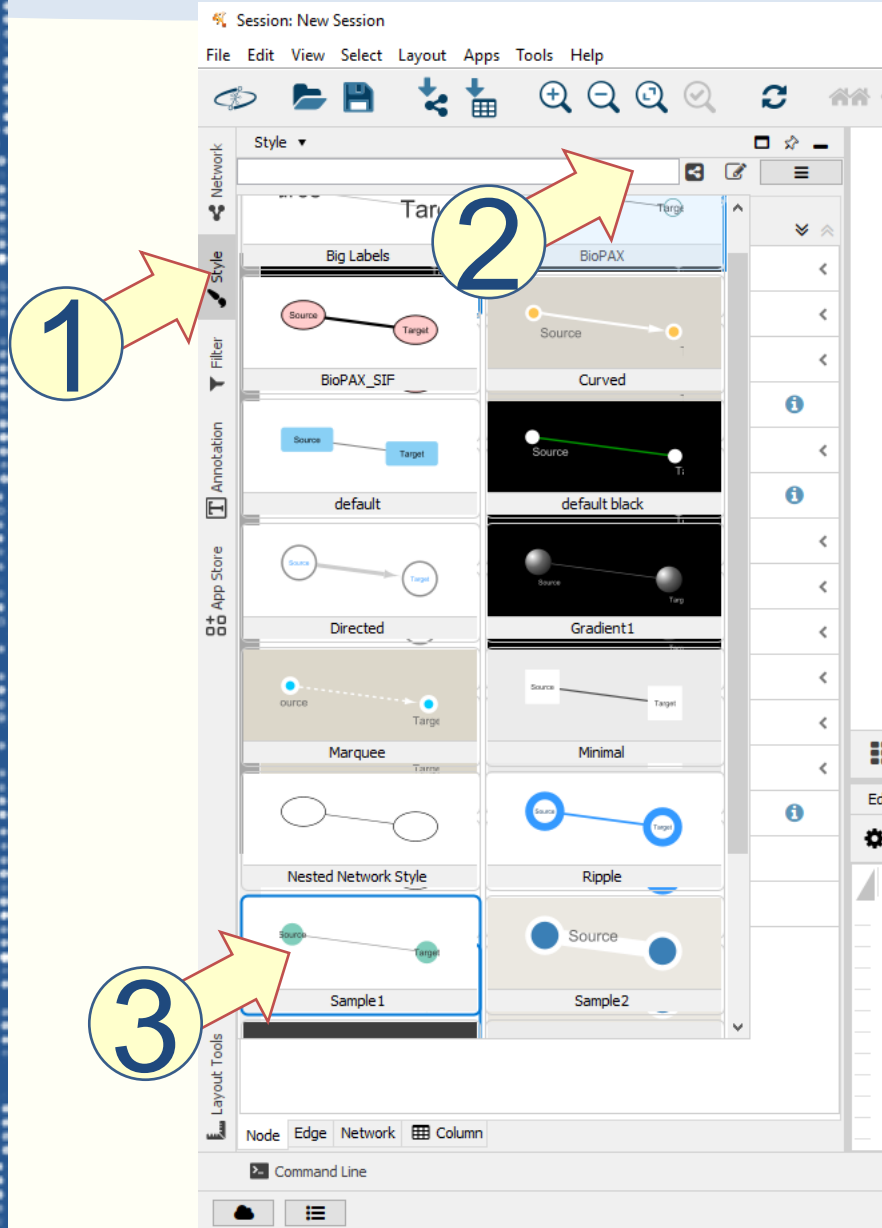 Session: New Session
File Edit View Select Layout Apps Tools Help
Network
Style
Filter
Annotation
App Store
Layout Tools
Style
1
2
3
Targe
Big Labels
BioPAX
Source
Target
BioPAX_SIF
Source
Curved
Source
Target
default
Source
default black
Source
Target
Directed
Source
Targ
Gradient1
ource
Targe
Marquee
Source
Target
Minimal
Nested Network Style
Source
Target
Ripple
Source
Target
Sample1
Source
Sample2
Node Edge Network Column
Command Line